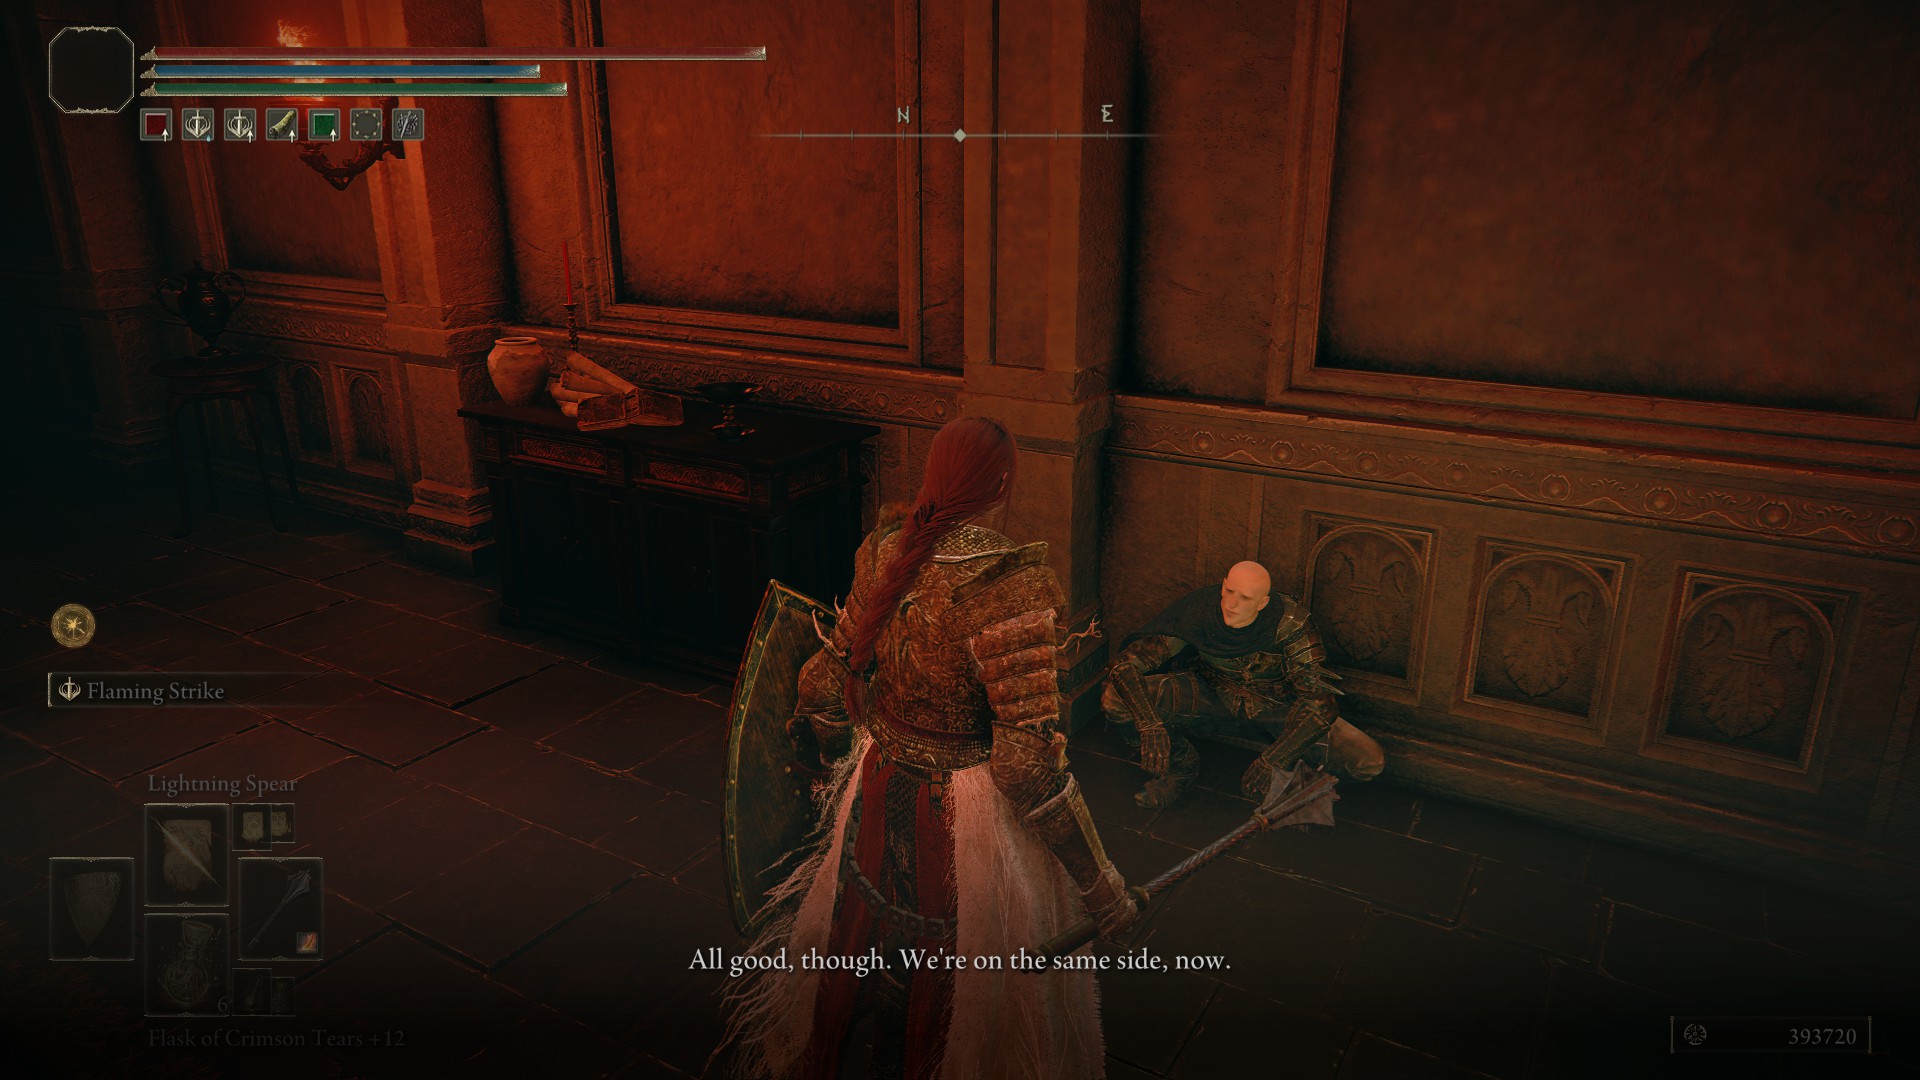 N E
Flaming Strike
Lightning Spear
6
Flask of Crimson Tears +12
All good, though. We're on the same side, now.
393720